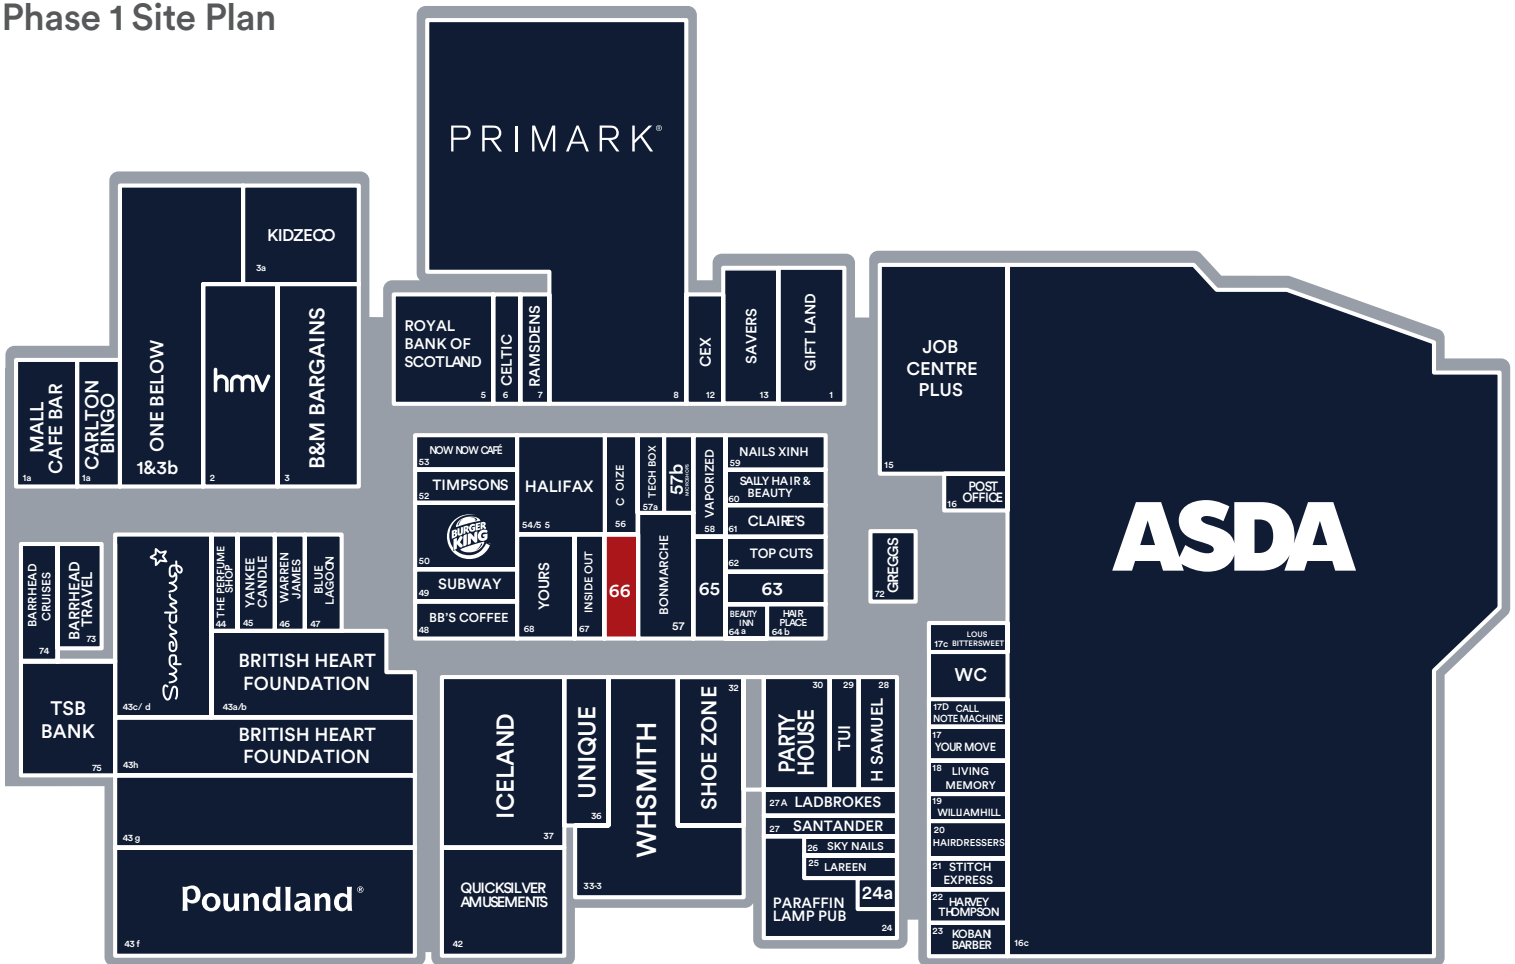 Phase 1 Site Plan
PRIMARK®
KIDZECO
3a
ROYAL
BANK OF
SCOTLAND
5
CELTIC
6
RAMSDENS
7
8
CEX
12
SAVERS
13
GIFT LAND
1
JOB
CENTRE
PLUS
15
MALL
CAFE BAR
1a
CARLTON
BINGO
1a
ONE BELOW
1&3b
hmv
2
B&M BARGAINS
3
NOW NOW CAFÉ
53
TIMPSONS
52
BURGER
KING
50
SUBWAY
49
BB'S COFFEE
48
HALIFAX
54/5 5
C OIZE
56
TECH BOX
57a
57b
VAPORIZED
58
NAILS XINH
59
SALLY HAIR &
BEAUTY
60
CLAIRE'S
61
TOP CUTS
62
63
BEAUTY
INN
64 a
HAIR
PLACE
64 b
YOURS
68
INSIDE OUT
67
66
BONMARCHE
57
65
GREGGS
72
POST
OFFICE
16
ASDA
16c
BARRHEAD
CRUISES
74
BARRHEAD
TRAVEL
73
TSB
BANK
75
Superdrug
43c/ d
THE PERFUME
SHOP
44
YANKEE
CANDLE
45
WARREN
JAMES
46
BLUE
LAGOON
47
BRITISH HEART
FOUNDATION
43a/b
BRITISH HEART
FOUNDATION
43h
43 g
Poundland®
43 f
ICELAND
37
UNIQUE
36
WHSMITH
33-3
SHOE ZONE
32
QUICKSILVER
AMUSEMENTS
42
PARTY
HOUSE
30
TUI
29
H SAMUEL
28
27A LADBROKES
27 SANTANDER
26 SKY NAILS
25 LAREEN
24a
PARAFFIN
LAMP PUB
24
LOUS
17c BITTERSWEET
WC
17D CALL
NOTE MACHINE
17
YOUR MOVE
18 LIVING
MEMORY
19
WILLIAMHILL
20
HAIRDRESSERS
21 STITCH
EXPRESS
22 HARVEY
THOMPSON
23 KOBANI
BARBER